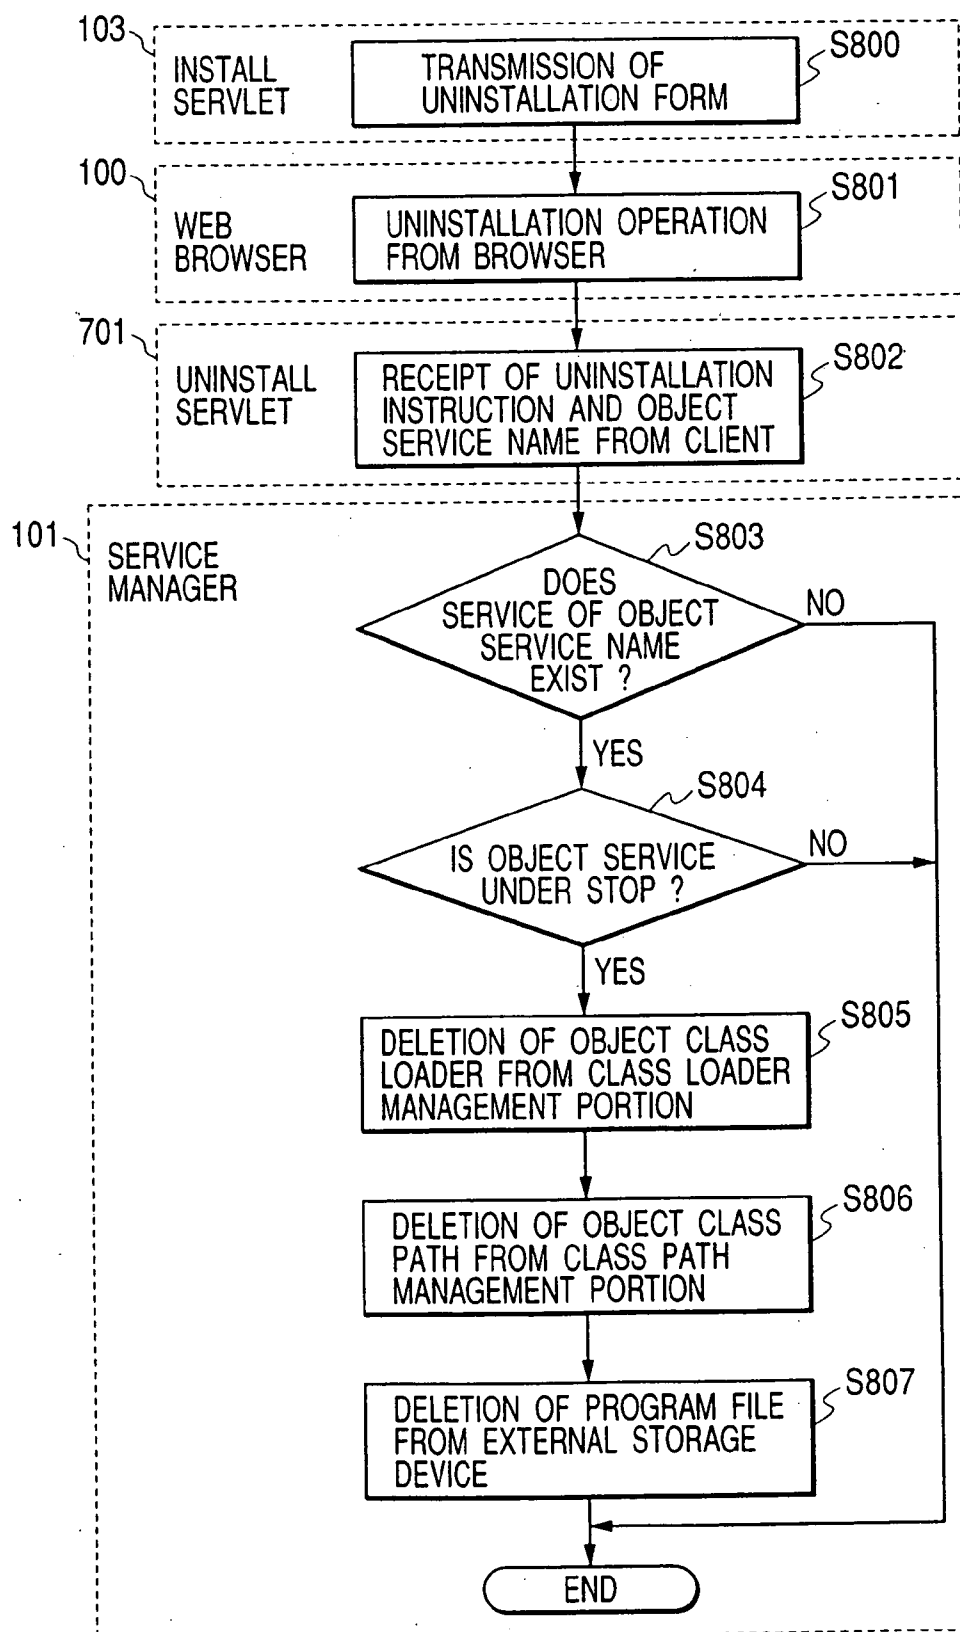 103
INSTALL
SERVLET
TRANSMISSION OF
UNINSTALLATION FORM
S800
100
WEB
BROWSER
UNINSTALLATION OPERATION
FROM BROWSER
S801
701
UNINSTALL
SERVLET
RECEIPT OF UNINSTALLATION
INSTRUCTION AND OBJECT
SERVICE NAME FROM CLIENT
S802
101
SERVICE
MANAGER
S803
DOES
SERVICE OF OBJECT
SERVICE NAME
EXIST ?
NO
YES
S804
IS OBJECT SERVICE
UNDER STOP ?
NO
YES
S805
DELETION OF OBJECT CLASS
LOADER FROM CLASS LOADER
MANAGEMENT PORTION
S806
DELETION OF OBJECT CLASS
PATH FROM CLASS PATH
MANAGEMENT PORTION
S807
DELETION OF PROGRAM FILE
FROM EXTERNAL STORAGE
DEVICE
END